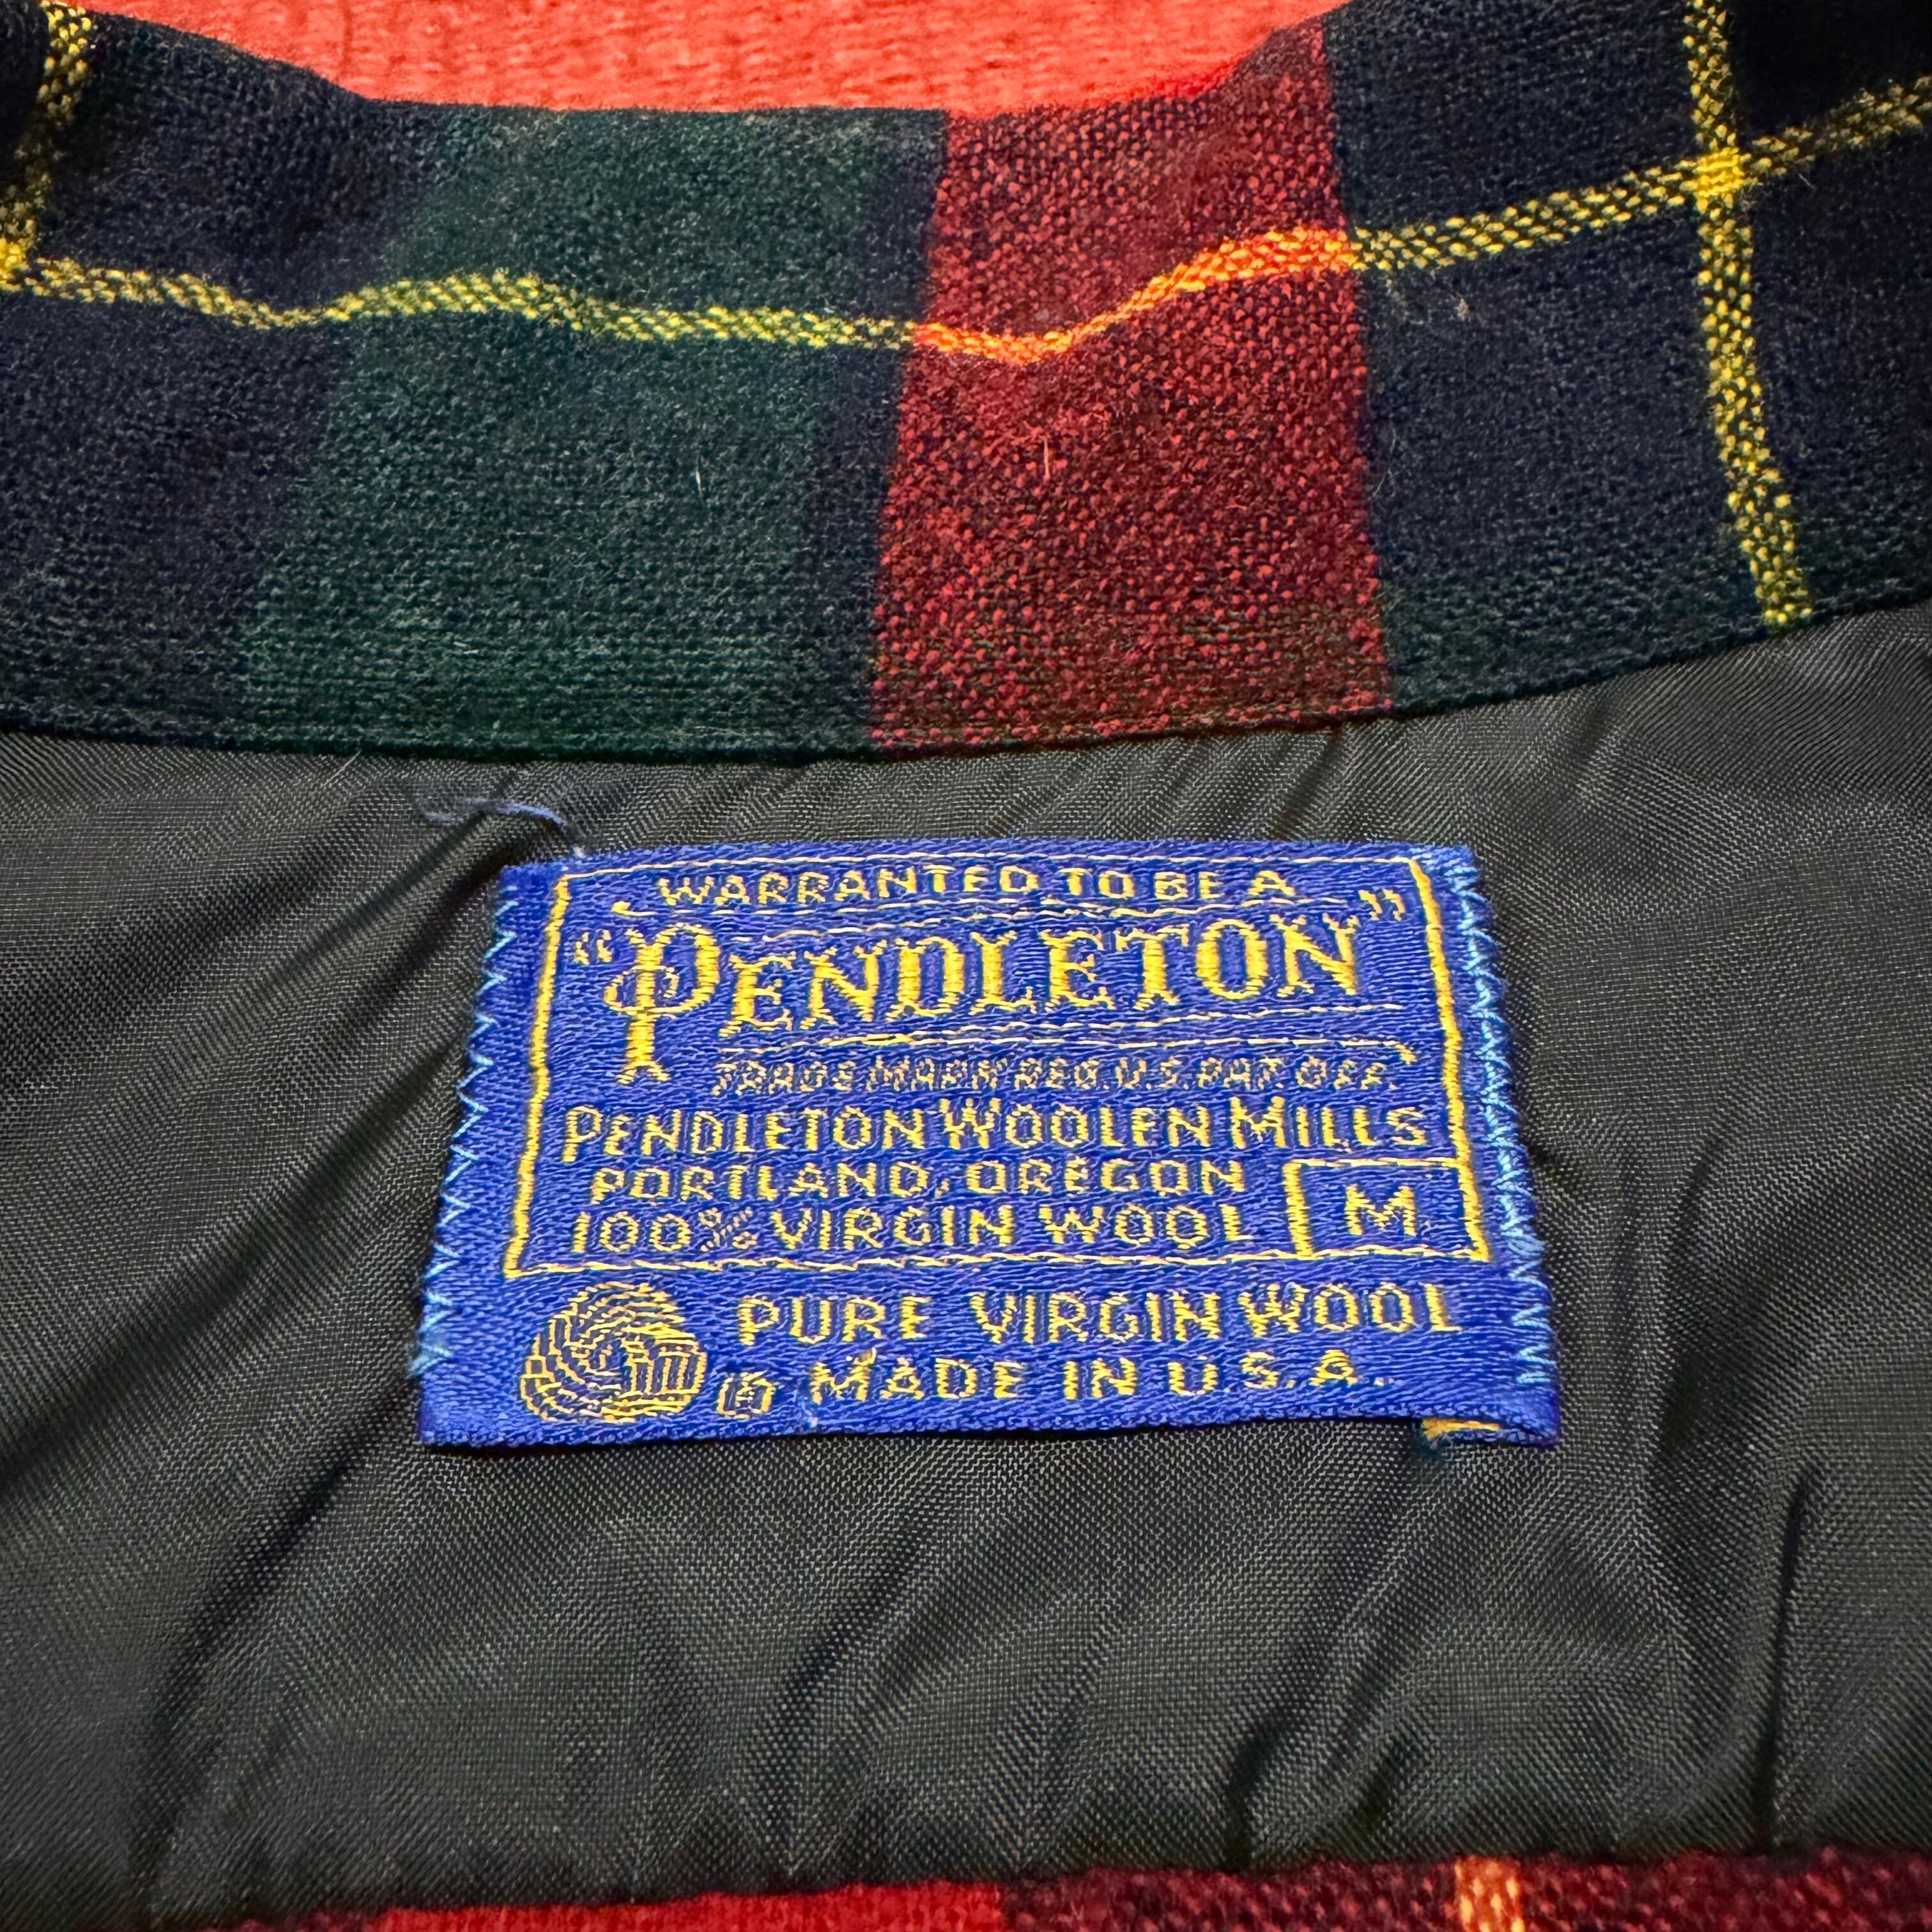 WARRANTED TO BE A
"PENDLETON"
TRADE MARK REG. U.S. PAT. OFF.
PENDLETON WOOLEN MILLS
PORTLAND, OREGON
100% VIRGIN WOOL
M
PURE VIRGIN WOOL
® MADE IN U.S.A.